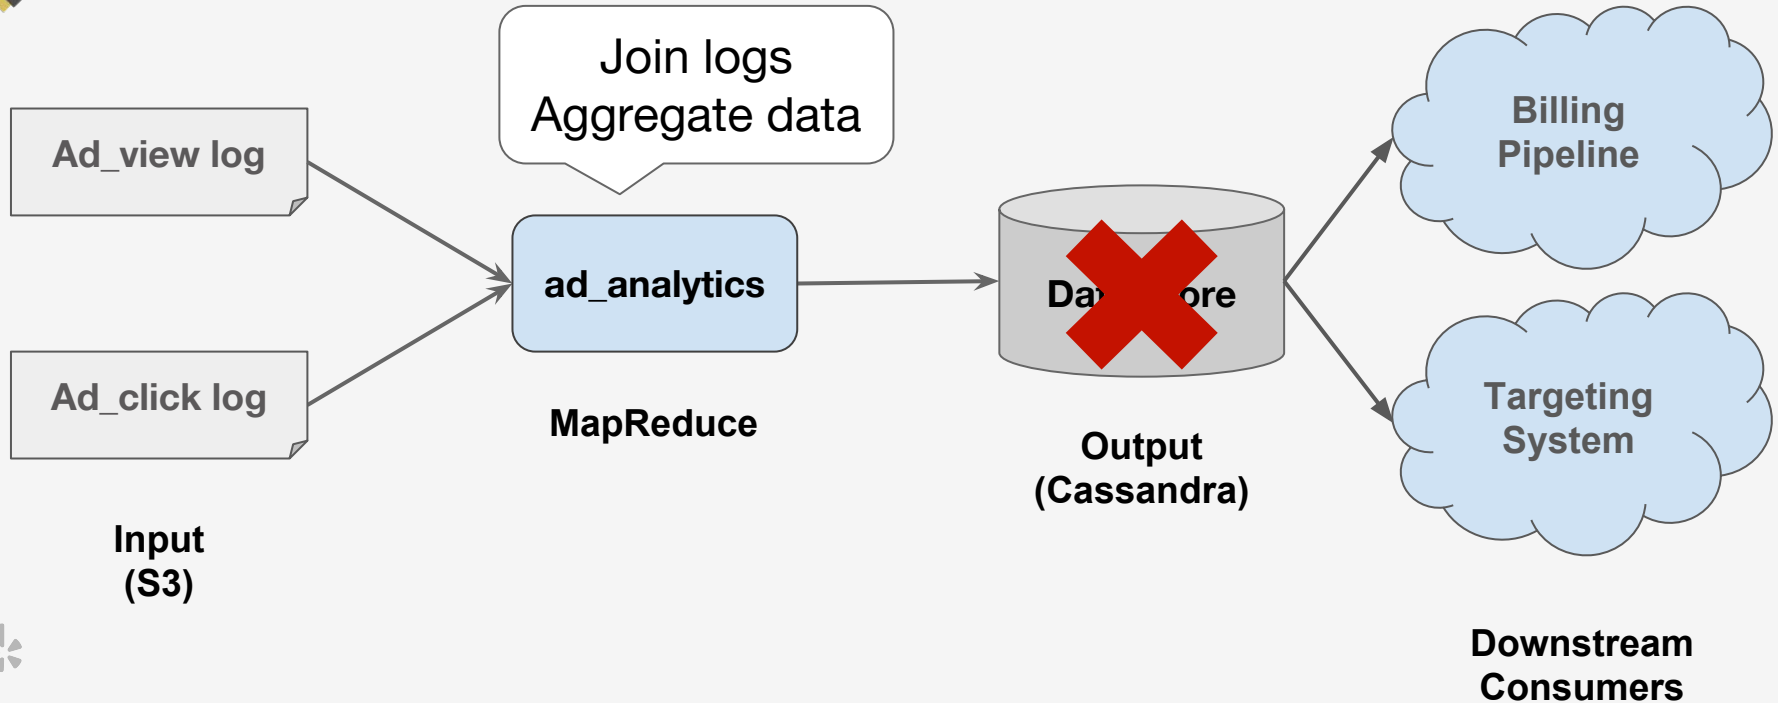 Join logs
Aggregate data
Ad_view log
ad_analytics
Ad_click log
MapReduce
Input
(S3)
Output
(Cassandra)
Billing
Pipeline
Targeting
System
Downstream
Consumers